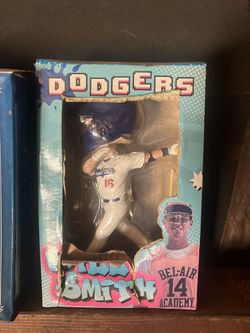 DODGERS
16
SMITH
BEL-AIR
14
ACADEMY